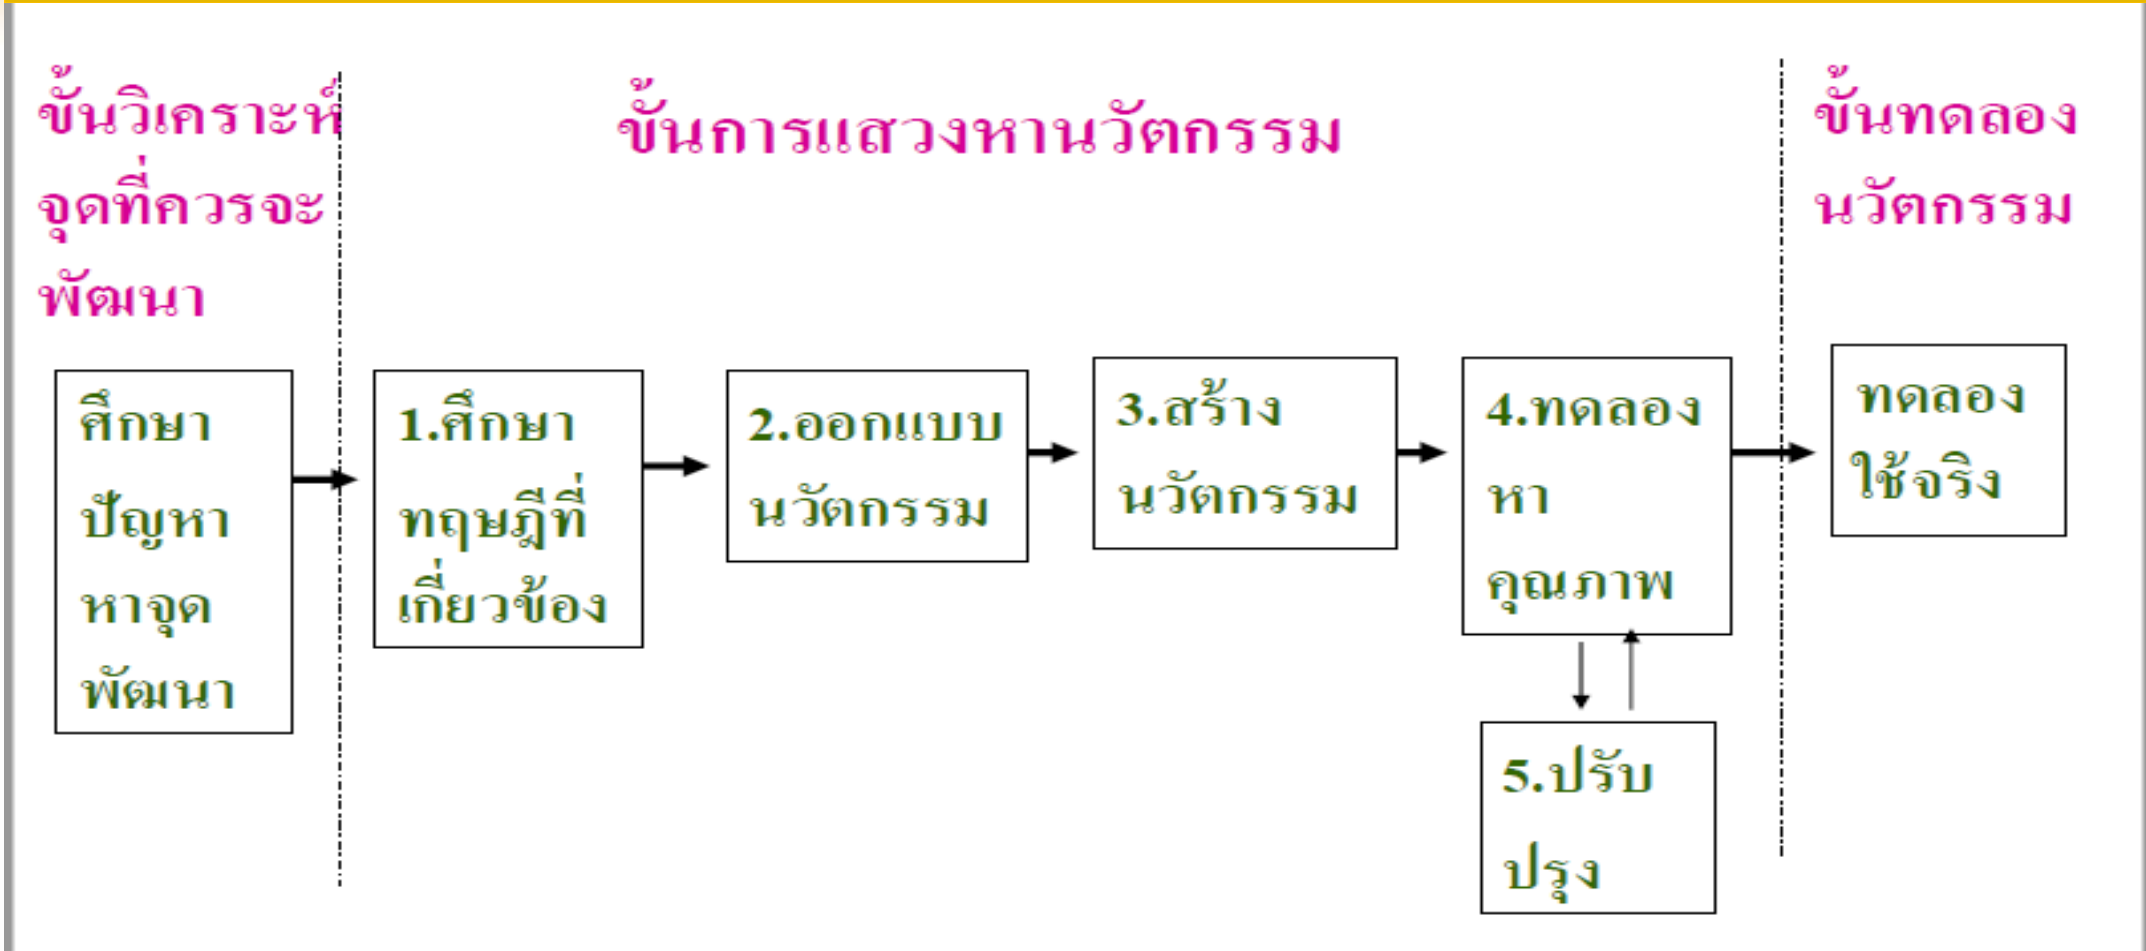 ขั้นวิเคราะห์
จุดที่ควรจะ
พัฒนา
ขั้นการแสวงหานวัตกรรม
ขั้นทดลอง
นวัตกรรม
ศึกษา
ปัญหา
หาจุด
พัฒนา
1.ศึกษา
ทฤษฎีที่
เกี่ยวข้อง
2.ออกแบบ
นวัตกรรม
3.สร้าง
นวัตกรรม
4.ทดลอง
หา
คุณภาพ
5.ปรับ
ปรุง
ทดลอง
ใช้จริง